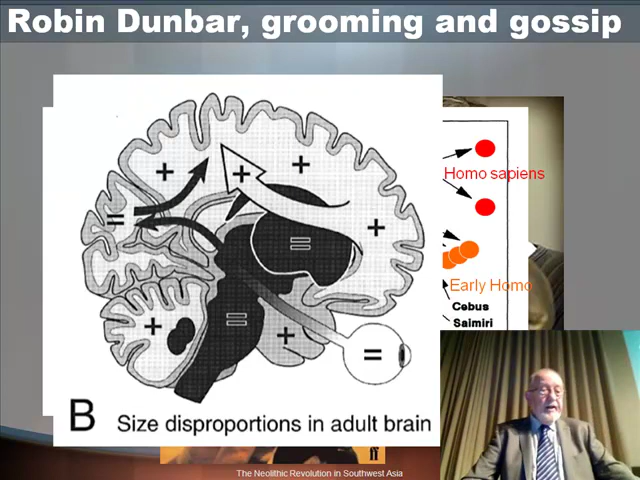 Robin Dunbar, grooming and gossip
+
+
+
+
=
=
+
=
+
=
Homo sapiens
Early Homo
Cebus
Saimiri
B Size disproportions in adult brain
ff
The Neolithic Revolution in Southwest Asia